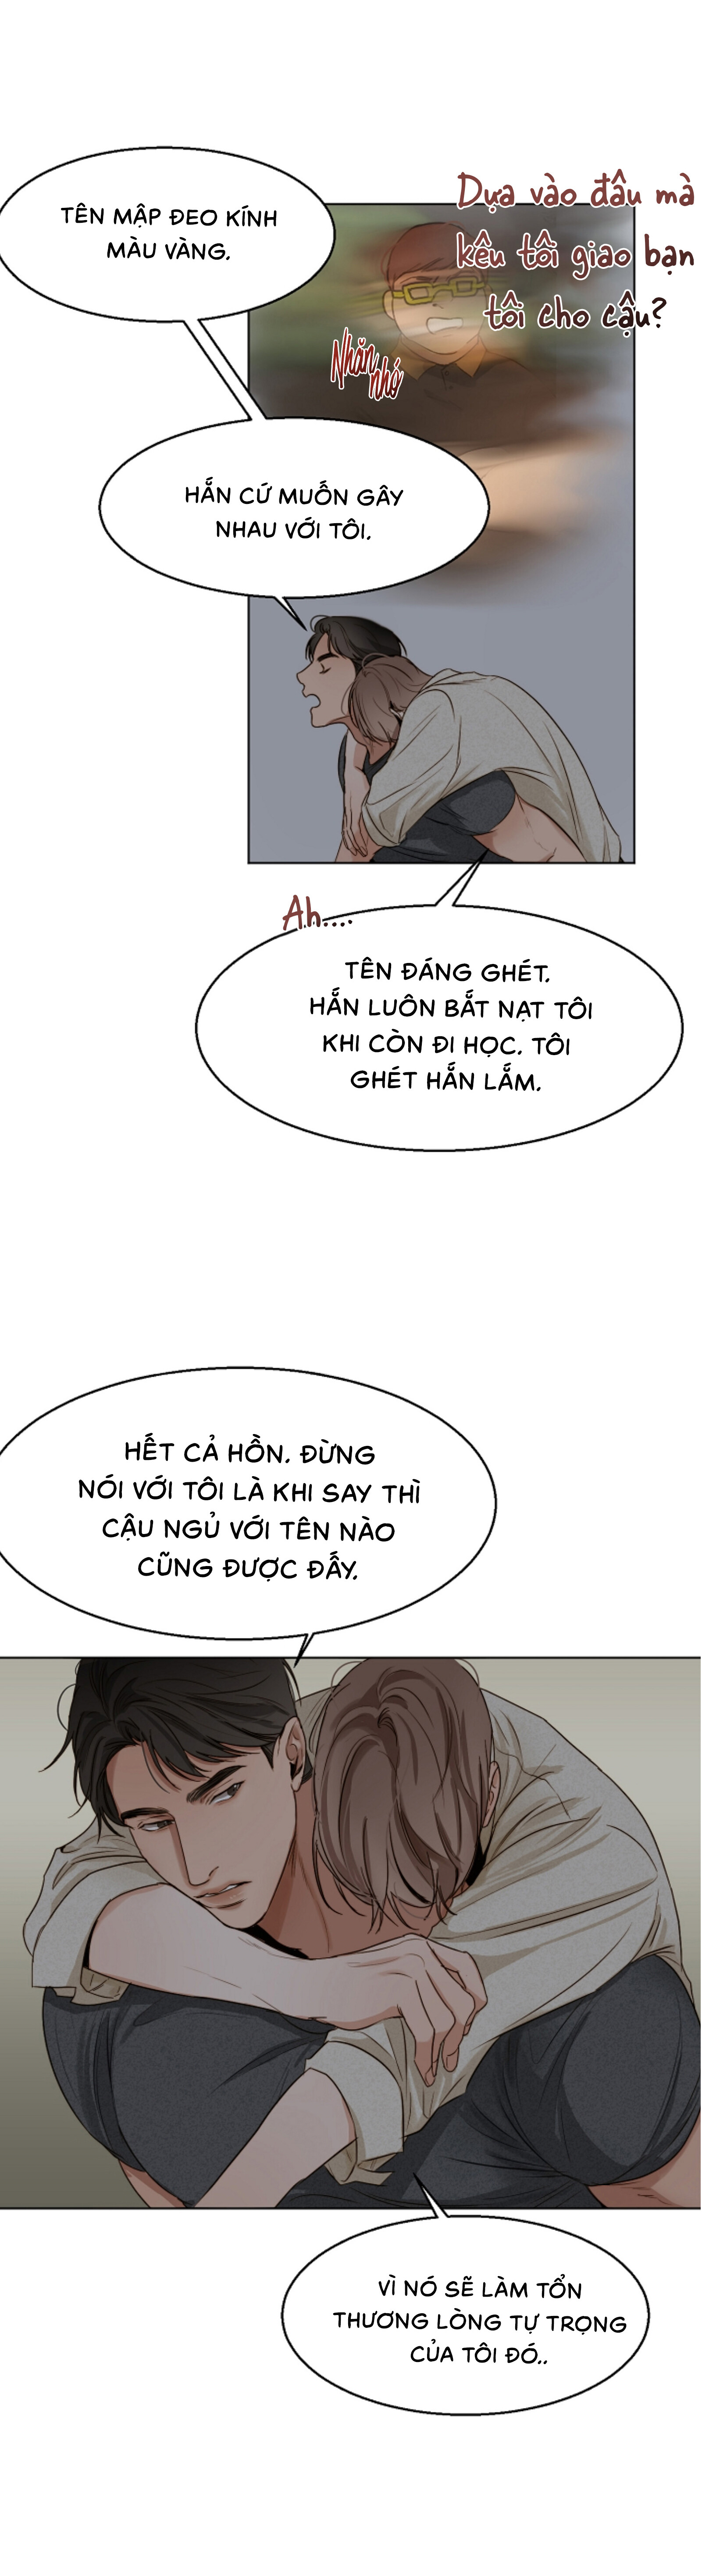 TÊN MẬP ĐEO KÍNH
MÀU VÀNG.
Dựa vào đâu mà
kêu tôi giao bạn
tôi cho cậu?
Nhăn
nhó
HẮN CỨ MUỐN GÂY
NHAU VỚI TÔI.
Ah....
TÊN ĐÁNG GHÉT.
HẮN LUÔN BẮT NẠT TÔI
KHI CÒN ĐI HỌC. TÔI
GHÉT HẮN LẮM.
HẾT CẢ HỒN. ĐỪNG
NÓI VỚI TÔI LÀ KHI SAY THÌ
CẬU NGỦ VỚI TÊN NÀO
CŨNG ĐƯỢC ĐẤY.
VÌ NÓ SẼ LÀM TỔN
THƯƠNG LÒNG TỰ TRỌNG
CỦA TÔI ĐÓ..